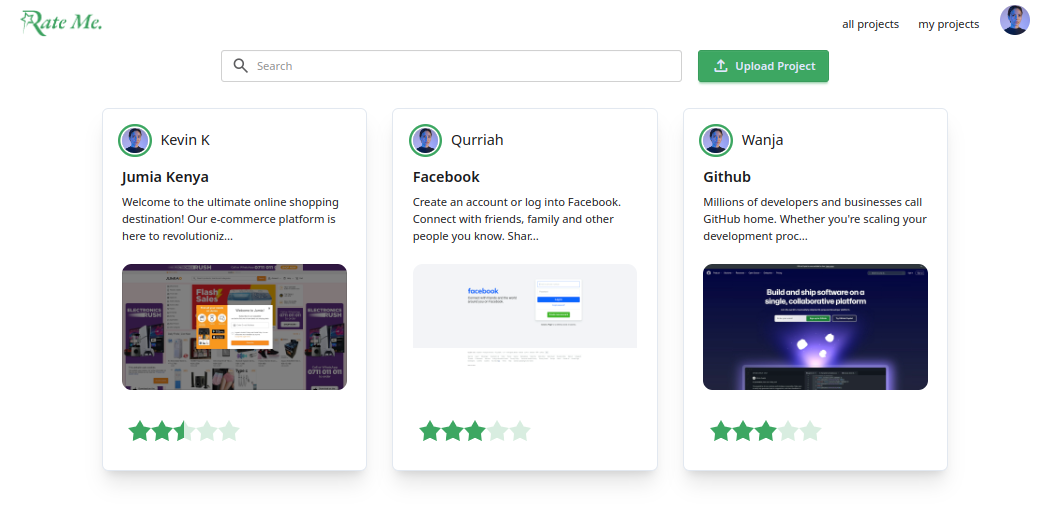 Rate Me.
all projects my projects
Search
Upload Project
Kevin K
Jumia Kenya
Welcome to the ultimate online shopping
destination! Our e-commerce platform is
here to revolutioniz...
Flash
Sales
ELECTRONICS
RUSH
Qurriah
Facebook
Create an account or log into Facebook.
Connect with friends, family and other
people you know. Shar...
facebook
Wanja
Github
Millions of developers and businesses call
GitHub home. Whether you're scaling your
development proc...
Build and ship software on a
single, collaborative platform